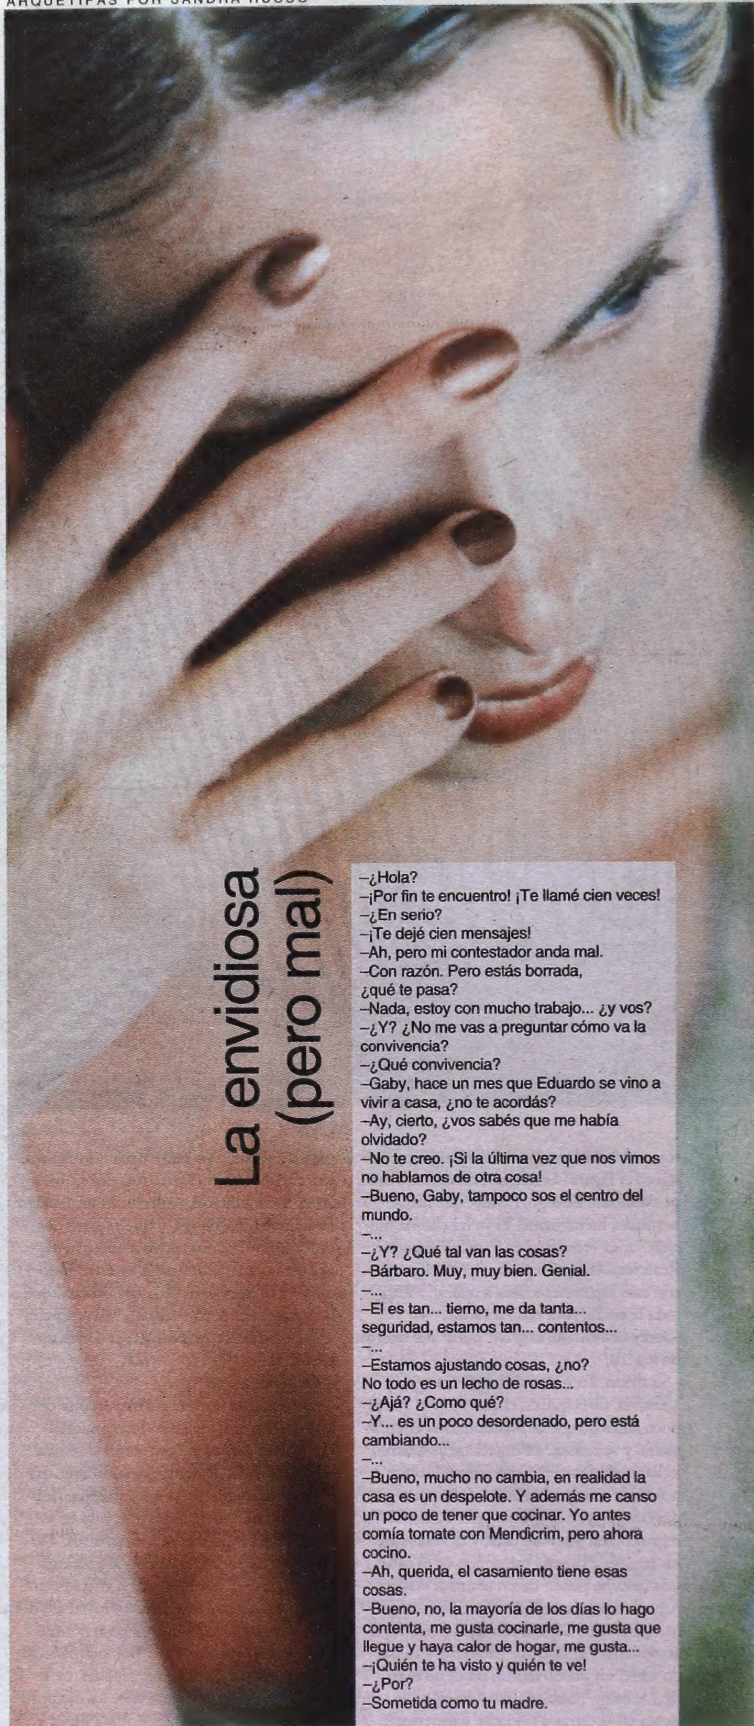 ARQUETIPAS POR SANDRA RUSSO
La envidiosa
(pero mal)
–¿Hola?
–¡Por fin te encuentro! ¡Te llamé cien veces!
–¿En serio?
–¡Te dejé cien mensajes!
–Ah, pero mi contestador anda mal.
–Con razón. Pero estás borrada,
¿qué te pasa?
–Nada, estoy con mucho trabajo... ¿y vos?
–¿Y? ¿No me vas a preguntar cómo va la
convivencia?
–¿Qué convivencia?
–Gaby, hace un mes que Eduardo se vino a
vivir a casa, ¿no te acordás?
–Ay, cierto, ¿vos sabés que me había
olvidado?
–No te creo. ¡Si la última vez que nos vimos
no hablamos de otra cosa!
–Bueno, Gaby, tampoco sos el centro del
mundo.
–...
–¿Y? ¿Qué tal van las cosas?
–Bárbaro. Muy, muy bien. Genial.
–...
–El es tan... tierno, me da tanta...
seguridad, estamos tan... contentos...
–...
–Estamos ajustando cosas, ¿no?
No todo es un lecho de rosas...
–¿Ajá? ¿Como qué?
–Y... es un poco desordenado, pero está
cambiando...
–...
–Bueno, mucho no cambia, en realidad la
casa es un despelote. Y además me canso
un poco de tener que cocinar. Yo antes
comía tomate con Mendicrim, pero ahora
cocino.
–Ah, querida, el casamiento tiene esas
cosas.
–Bueno, no, la mayoría de los días lo hago
contenta, me gusta cocinarle, me gusta que
llegue y haya calor de hogar, me gusta...
–¡Quién te ha visto y quién te ve!
–¿Por?
–Sometida como tu madre.